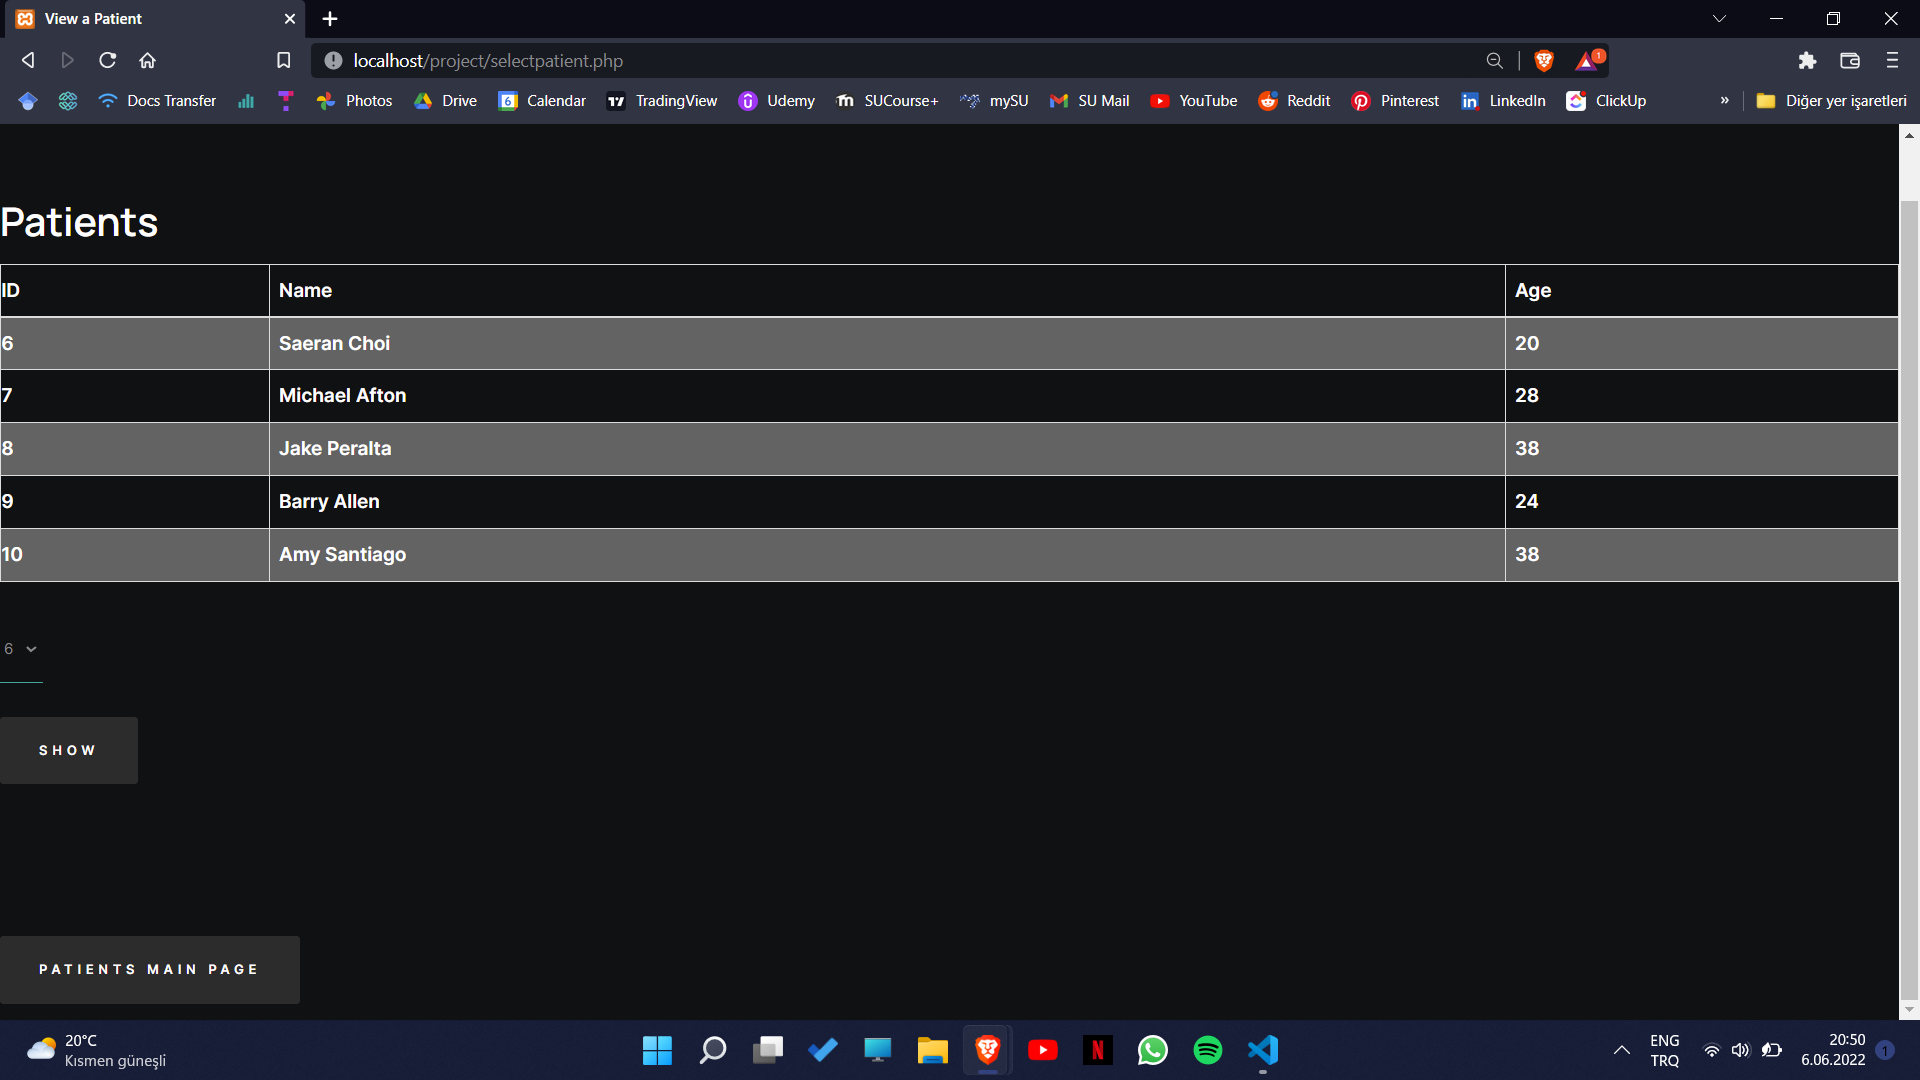 View a Patient
localhost/project/selectpatient.php
1
Docs Transfer
Photos
Drive
6
Calendar
TradingView
Udemy
SUCourse+
mySU
SU Mail
YouTube
Reddit
Pinterest
LinkedIn
ClickUp
»
Diğer yer işaretleri
Patients
ID Name Age
6 Saeran Choi 20
7 Michael Afton 28
8 Jake Peralta 38
9 Barry Allen 24
10 Amy Santiago 38
6
SHOW
PATIENTS MAIN PAGE
20°C
Kısmen güneşli
ENG
TRQ
20:50
6.06.2022
1